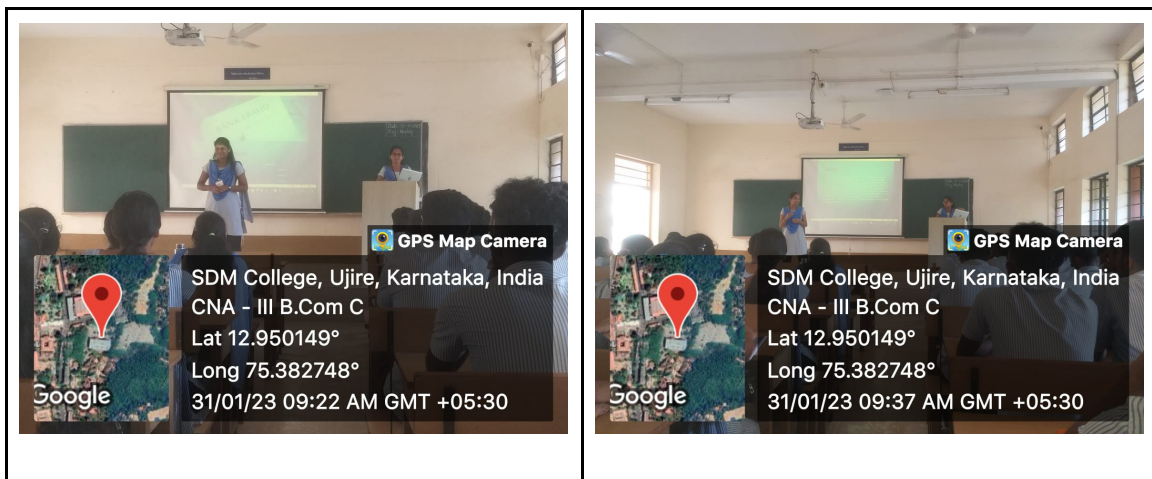 GPS Map Camera
SDM College, Ujire, Karnataka, India
CNA - III B.Com C
Lat 12.950149°
Long 75.382748°
31/01/23 09:22 AM GMT +05:30
Google
GPS Map Camera
SDM College, Ujire, Karnataka, India
CNA - III B.Com C
Lat 12.950149°
Long 75.382748°
31/01/23 09:37 AM GMT +05:30
Google